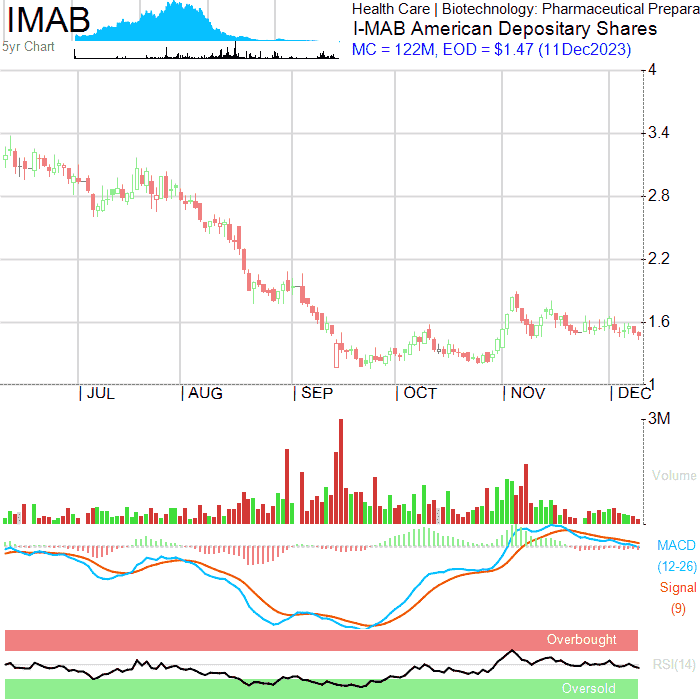 IMAB
Health Care | Biotechnology: Pharmaceutical Prepara
I-MAB American Depositary Shares
5yr Chart
MC = 122M, EOD = $1.47 (11Dec2023)
4
3.4
2.8
2.2
1.6
1
JUL AUG SEP OCT NOV DEC
3M
Volume
MACD
(12-26)
Signal
(9)
Overbought
RSI(14)
Oversold